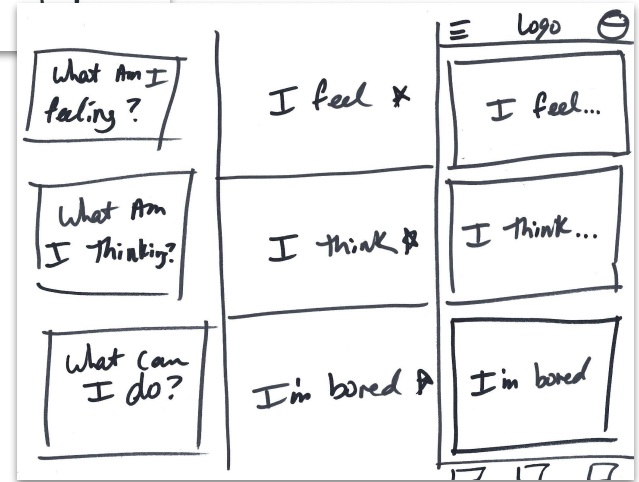 What Am I
feeling?
What Am
I Thinking?
What Can
I do?
I feel
I think
I'm bored
Logo
I feel...
I think...
I'm bored